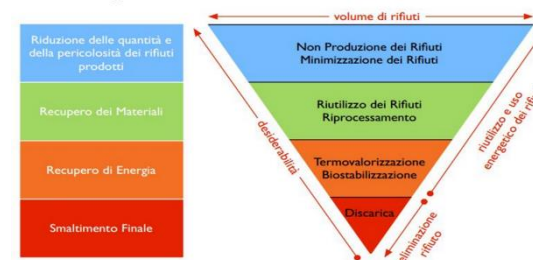 volume di rifiuti
Riduzione delle quantità e
della pericolosità dei rifiuti
prodotti
Non Produzione dei Rifiuti
Minimizzazione dei Rifiuti
Recupero dei Materiali
Riutilizzo dei Rifiuti
Riprocessamento
desiderabilità
riutilizzo e uso
energetico dei rifiuti
Recupero di Energia
Termovalorizzazione
Biostabilizzazione
Smaltimento Finale
Discarica
eliminazione
rifiuto